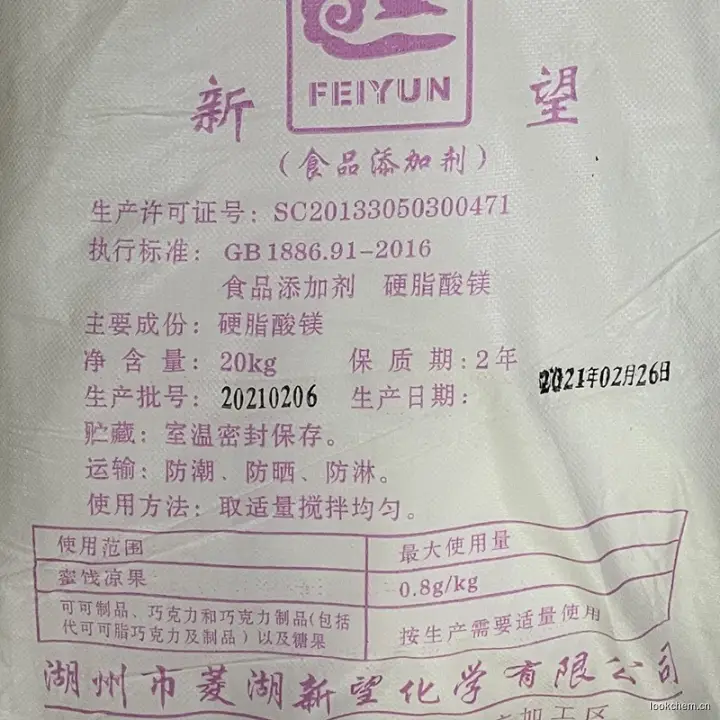 FEIYUN
新 望
（食品添加剂）
生产许可证号：SC20133050300471
执行标准： GB 1886.91-2016
食品添加剂 硬脂酸镁
主要成份：硬脂酸镁
净 含 量：20kg 保 质 期：2 年
生产批号：20210206 生产日期： 2021年02月26日
贮藏：室温密封保存。
运输：防潮、防晒、防淋。
使用方法：取适量搅拌均匀。
使用范围 最大使用量
蜜饯凉果 0.8g/kg
可可制品、巧克力和巧克力制品(包括
代可可脂巧克力及制品）以及糖果 按生产需要适量使用
湖州市菱湖新望化学有限公司
加工区
lookchem.cn